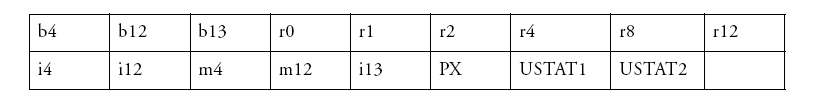 b4 b12 b13 r0 r1 r2 r4 r8 r12
i4 i12 m4 m12 i13 PX USTAT1 USTAT2